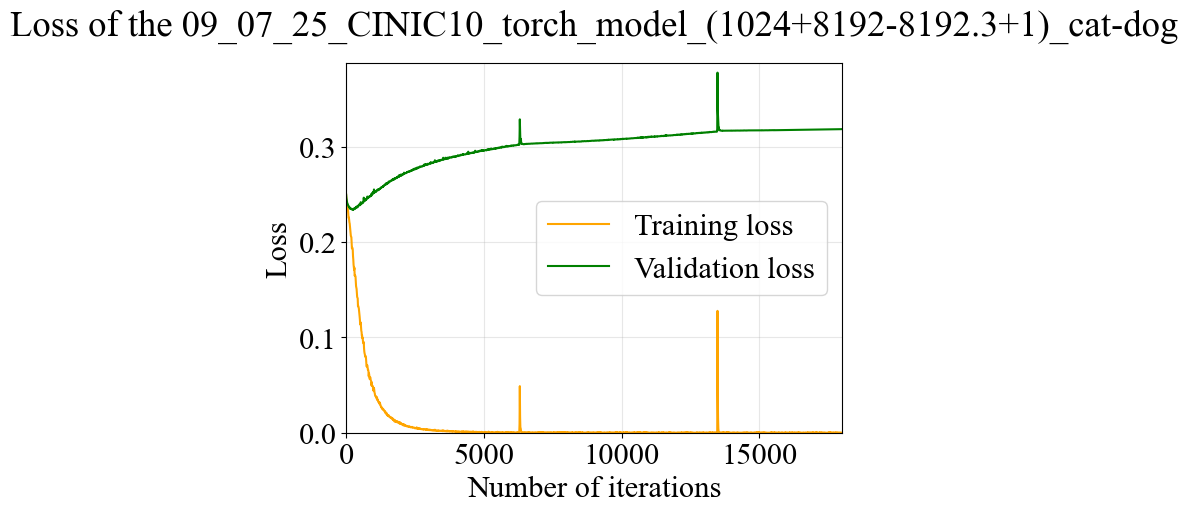 Loss of the 09_07_25_CINIC10_torch_model_(1024+8192-8192.3+1)_cat-dog
0.3
0.2
0.1
0.0
Loss
Training loss
Validation loss
0
5000
10000
15000
Number of iterations